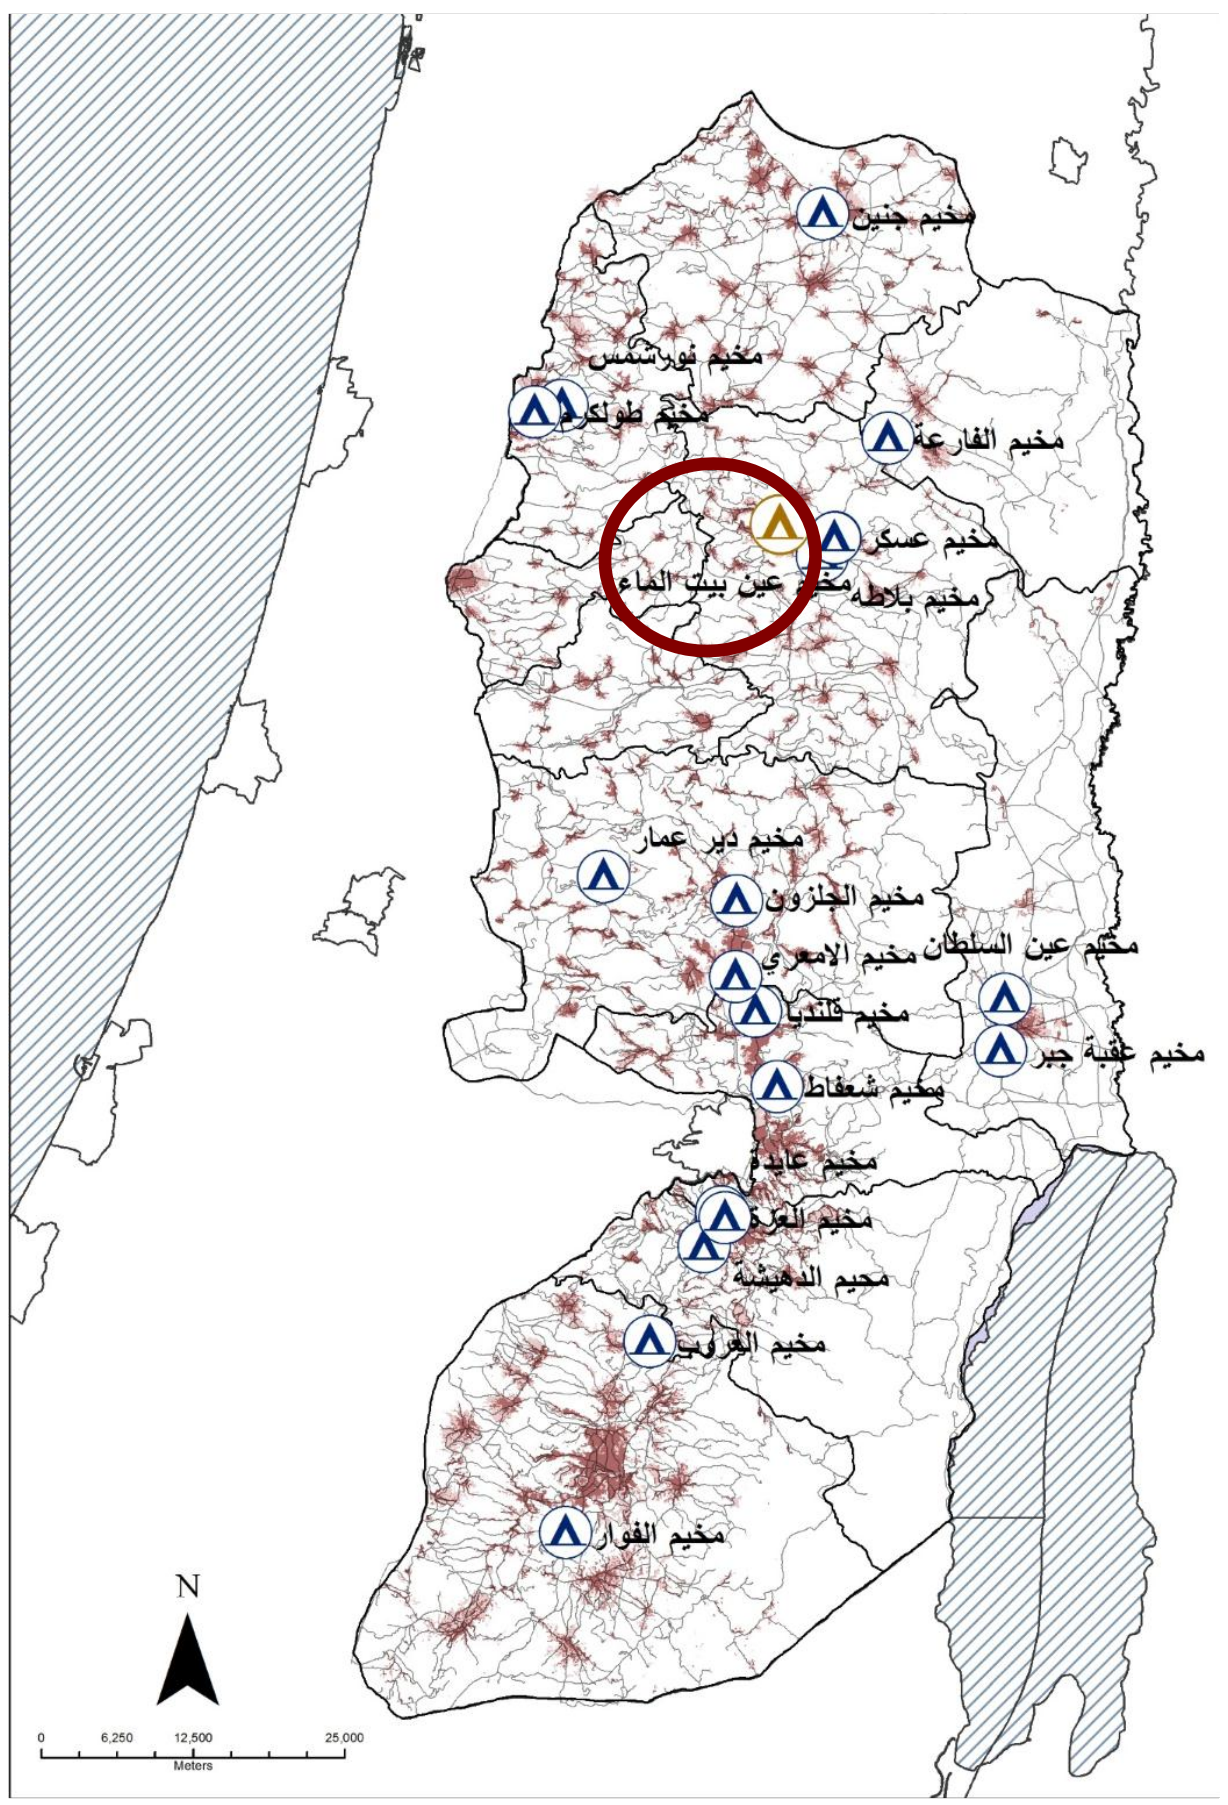 مخيم جنين
مخيم نورشمس
مخيم طولكرم
مخيم الفارعة
مخيم عسكر
مخيم عين بيت الماء
مخيم بلاطه
مخيم دير عمار
مخيم الجلزون
مخيم عين السلطان
مخيم الامعري
مخيم قلنديا
مخيم عقبة جبر
مخيم شعفاط
مخيم عايدة
مخيم العزة
مخيم الدهيشة
مخيم العروب
مخيم الفوار
N
0 6,250 12,500 25,000
Meters